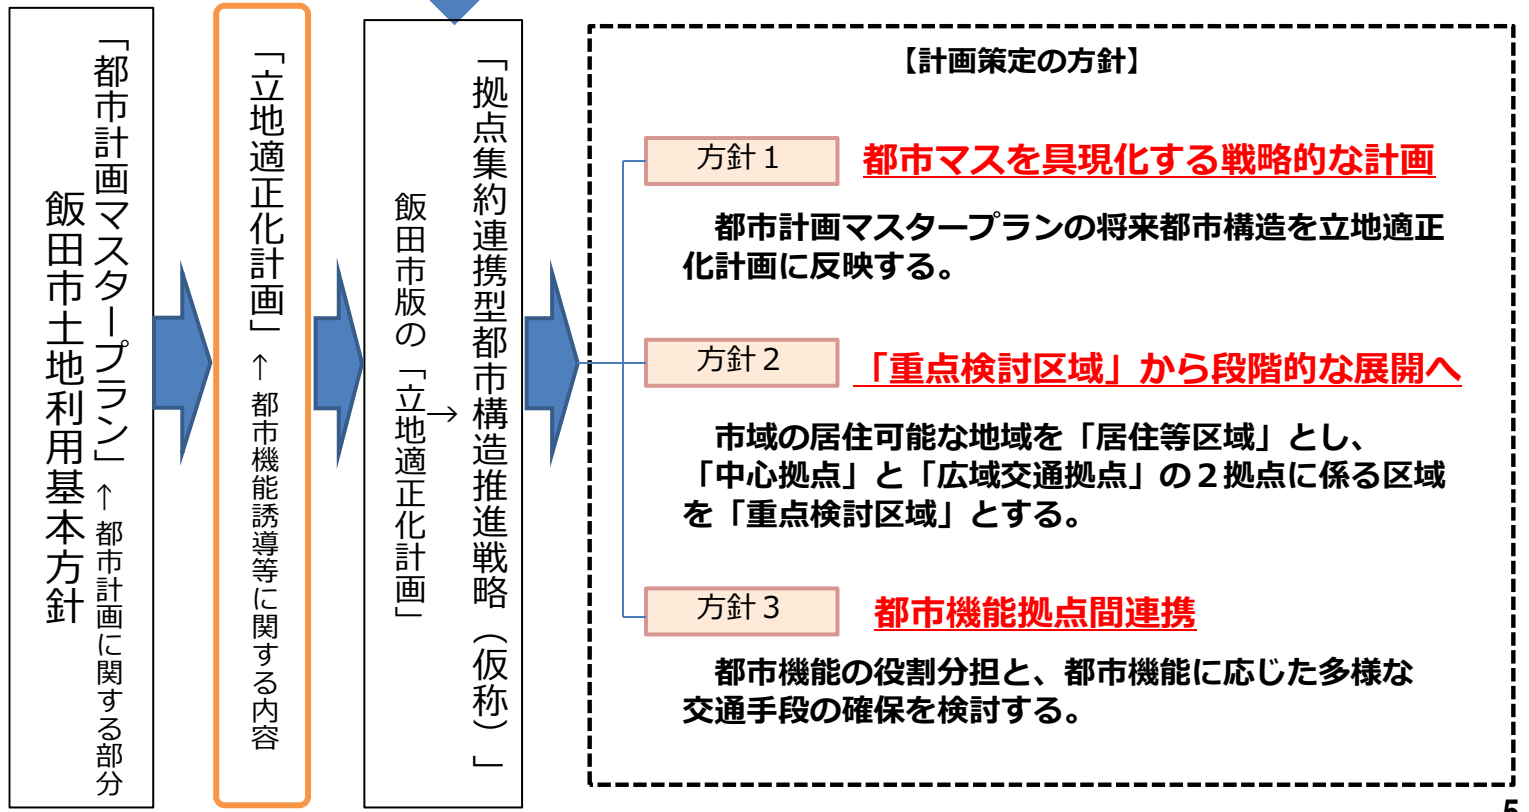 「都市計画マスタープラン」↑都市計画に関する部分
飯田市土地利用基本方針
「立地適正化計画」↑都市機能誘導等に関する内容
「拠点集約連携型都市構造推進戦略（仮称）」
→
飯田市版の「立地適正化計画」
【計画策定の方針】
方針１
都市マスを具現化する戦略的な計画
都市計画マスタープランの将来都市構造を立地適正
化計画に反映する。
方針２
「重点検討区域」から段階的な展開へ
市域の居住可能な地域を「居住等区域」とし、
「中心拠点」と「広域交通拠点」の２拠点に係る区域
を「重点検討区域」とする。
方針３
都市機能拠点間連携
都市機能の役割分担と、都市機能に応じた多様な
交通手段の確保を検討する。
5